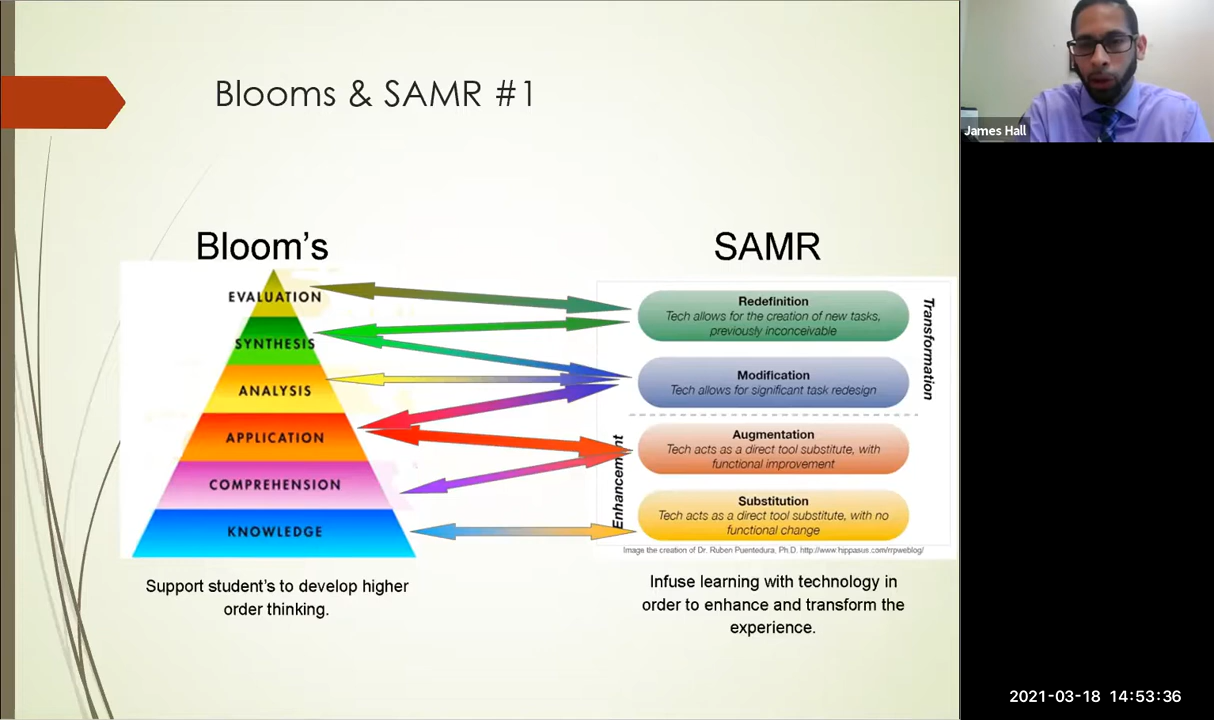 Blooms & SAMR #1
James Hall
Bloom's
SAMR
EVALUATION
SYNTHESIS
ANALYSIS
APPLICATION
COMPREHENSION
KNOWLEDGE
Redefinition
Tech allows for the creation of new tasks,
previously inconceivable
Modification
Tech allows for significant task redesign
Augmentation
Tech acts as a direct tool substitute, with
functional improvement
Substitution
Tech acts as a direct tool substitute, with no
functional change
Transformation
Enhancement
Image the creation of Dr. Ruben Puentedura, Ph.D. http://www.hippasus.com/rrpweblog/
Support student's to develop higher
order thinking.
Infuse learning with technology in
order to enhance and transform the
experience.
2021-03-18 14:53:36